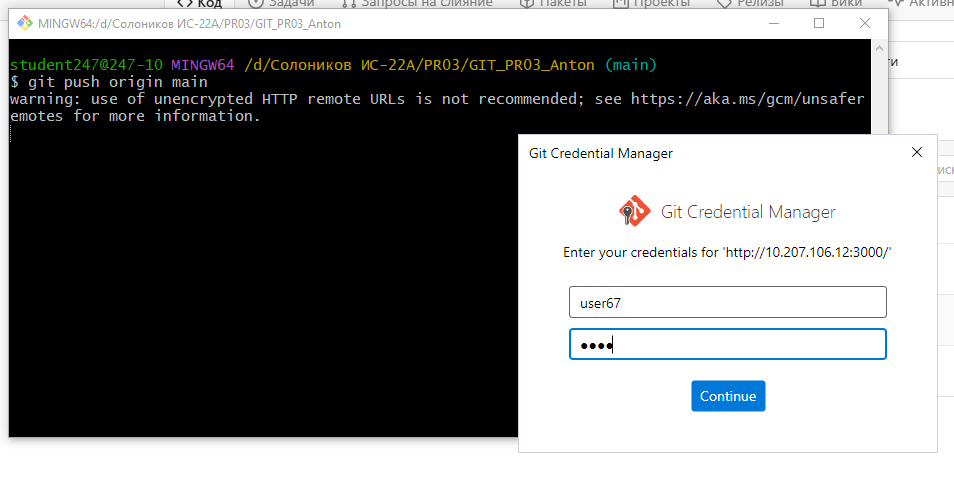 Код Задачи Запросы на слияние Пакеты Проекты Релизы Вики
MINGW64:/d/Солоников ИС-22А/PR03/GIT_PR03_Anton
student247@247-10 MINGW64 /d/Солоников ИС-22А/PR03/GIT_PR03_Anton (main)
$ git push origin main
warning: use of unencrypted HTTP remote URLs is not recommended; see https://aka.ms/gcm/unsafer
emotes for more information.
Git Credential Manager
Git Credential Manager
Enter your credentials for 'http://10.207.106.12:3000/'
user67
••••
Continue